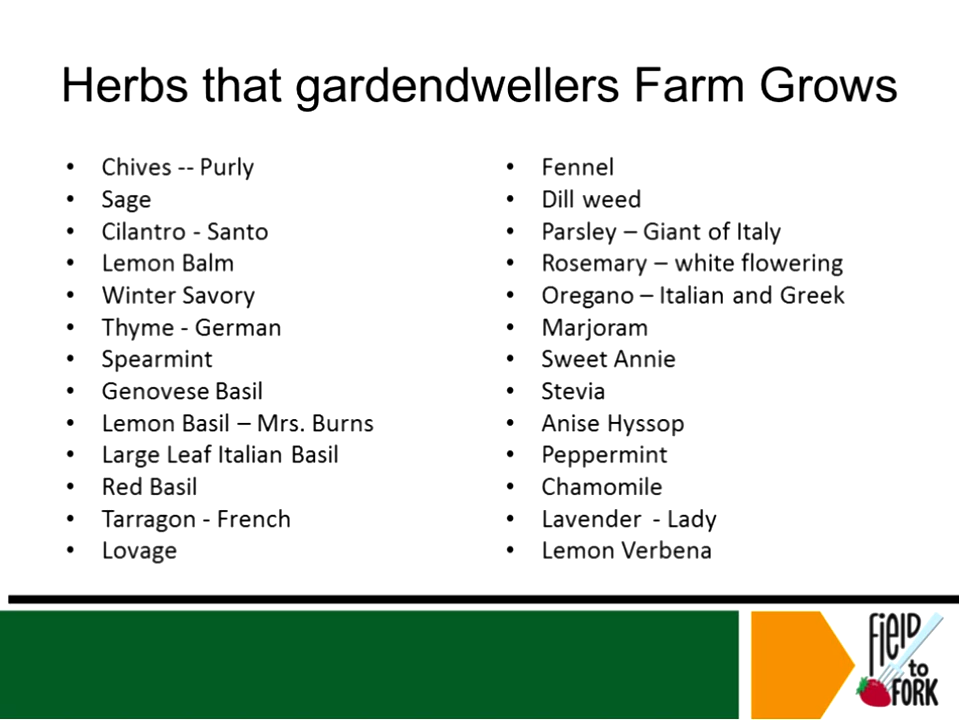 Herbs that gardendwellers Farm Grows
• Chives -- Purly
• Sage
• Cilantro - Santo
• Lemon Balm
• Winter Savory
• Thyme - German
• Spearmint
• Genovese Basil
• Lemon Basil – Mrs. Burns
• Large Leaf Italian Basil
• Red Basil
• Tarragon - French
• Lovage
• Fennel
• Dill weed
• Parsley – Giant of Italy
• Rosemary – white flowering
• Oregano – Italian and Greek
• Marjoram
• Sweet Annie
• Stevia
• Anise Hyssop
• Peppermint
• Chamomile
• Lavender - Lady
• Lemon Verbena
FiElD
to
FORK